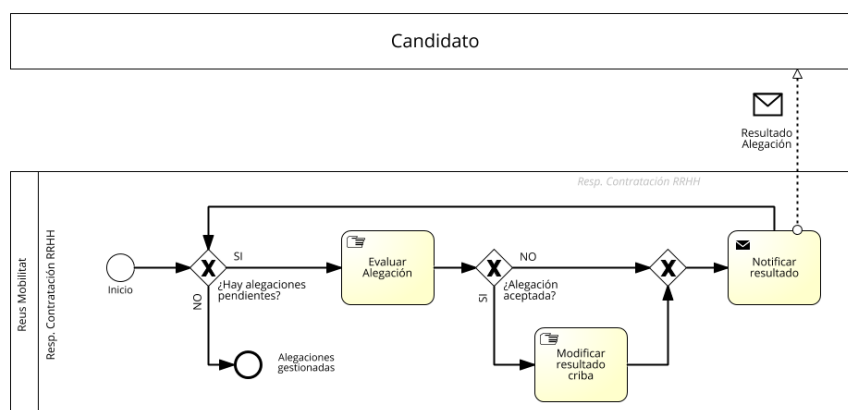 Candidato
Resultado
Alegación
Resp. Contratación RRHH
Reus Mobilitat
Resp. Contratación RRHH
Inicio
SI
¿Hay alegaciones
pendientes?
NO
Evaluar
Alegación
NO
¿Alegación
aceptada?
SI
Notificar
resultado
Alegaciones
gestionadas
Modificar
resultado
criba